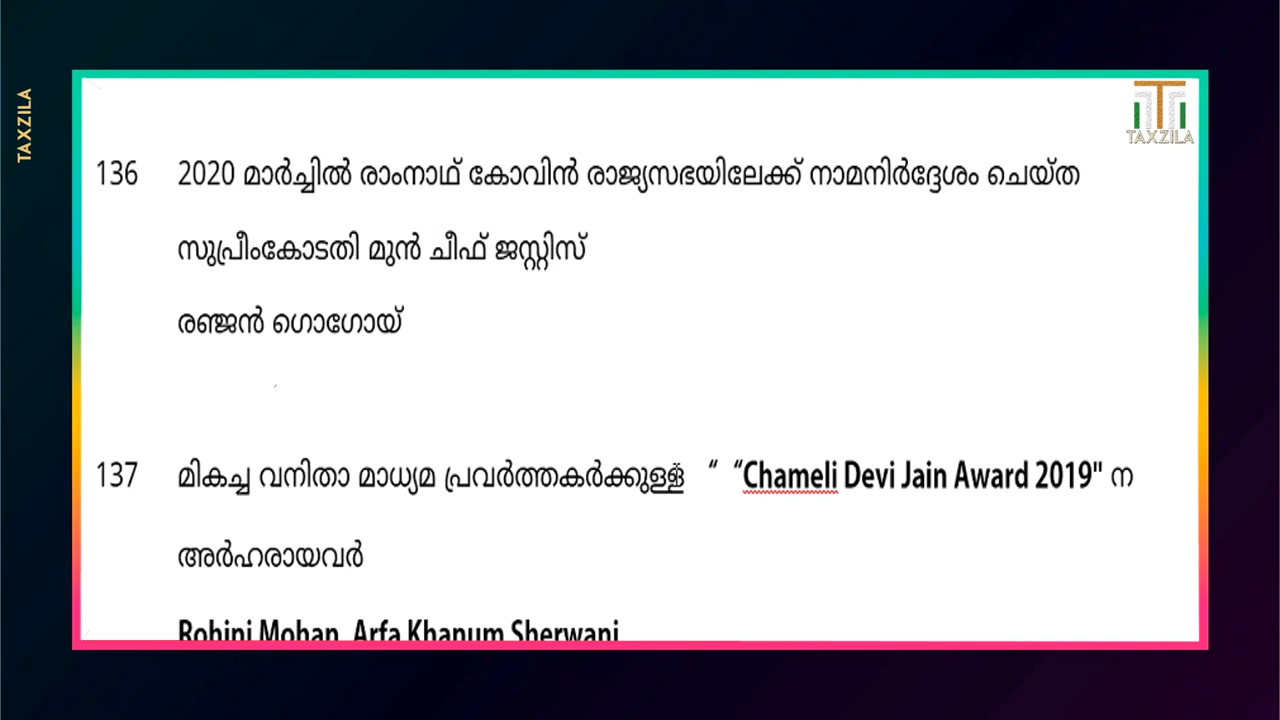 TAXZILA
TAXZILA
136 2020 മാർച്ചിൽ രാംനാഥ് കോവിൻ രാജ്യസഭയിലേക്ക് നാമനിർദ്ദേശം ചെയ്ത
സുപ്രീംകോടതി മുൻ ചീഫ് ജസ്റ്റിസ്
രഞ്ജൻ ഗൊഗോയ്
137 മികച്ച വനിതാ മാധ്യമ പ്രവർത്തകർക്കുള്ള “ “Chameli Devi Jain Award 2019" ന
അർഹരായവർ
Rohini Mohan, Arfa Khanum Sherwani